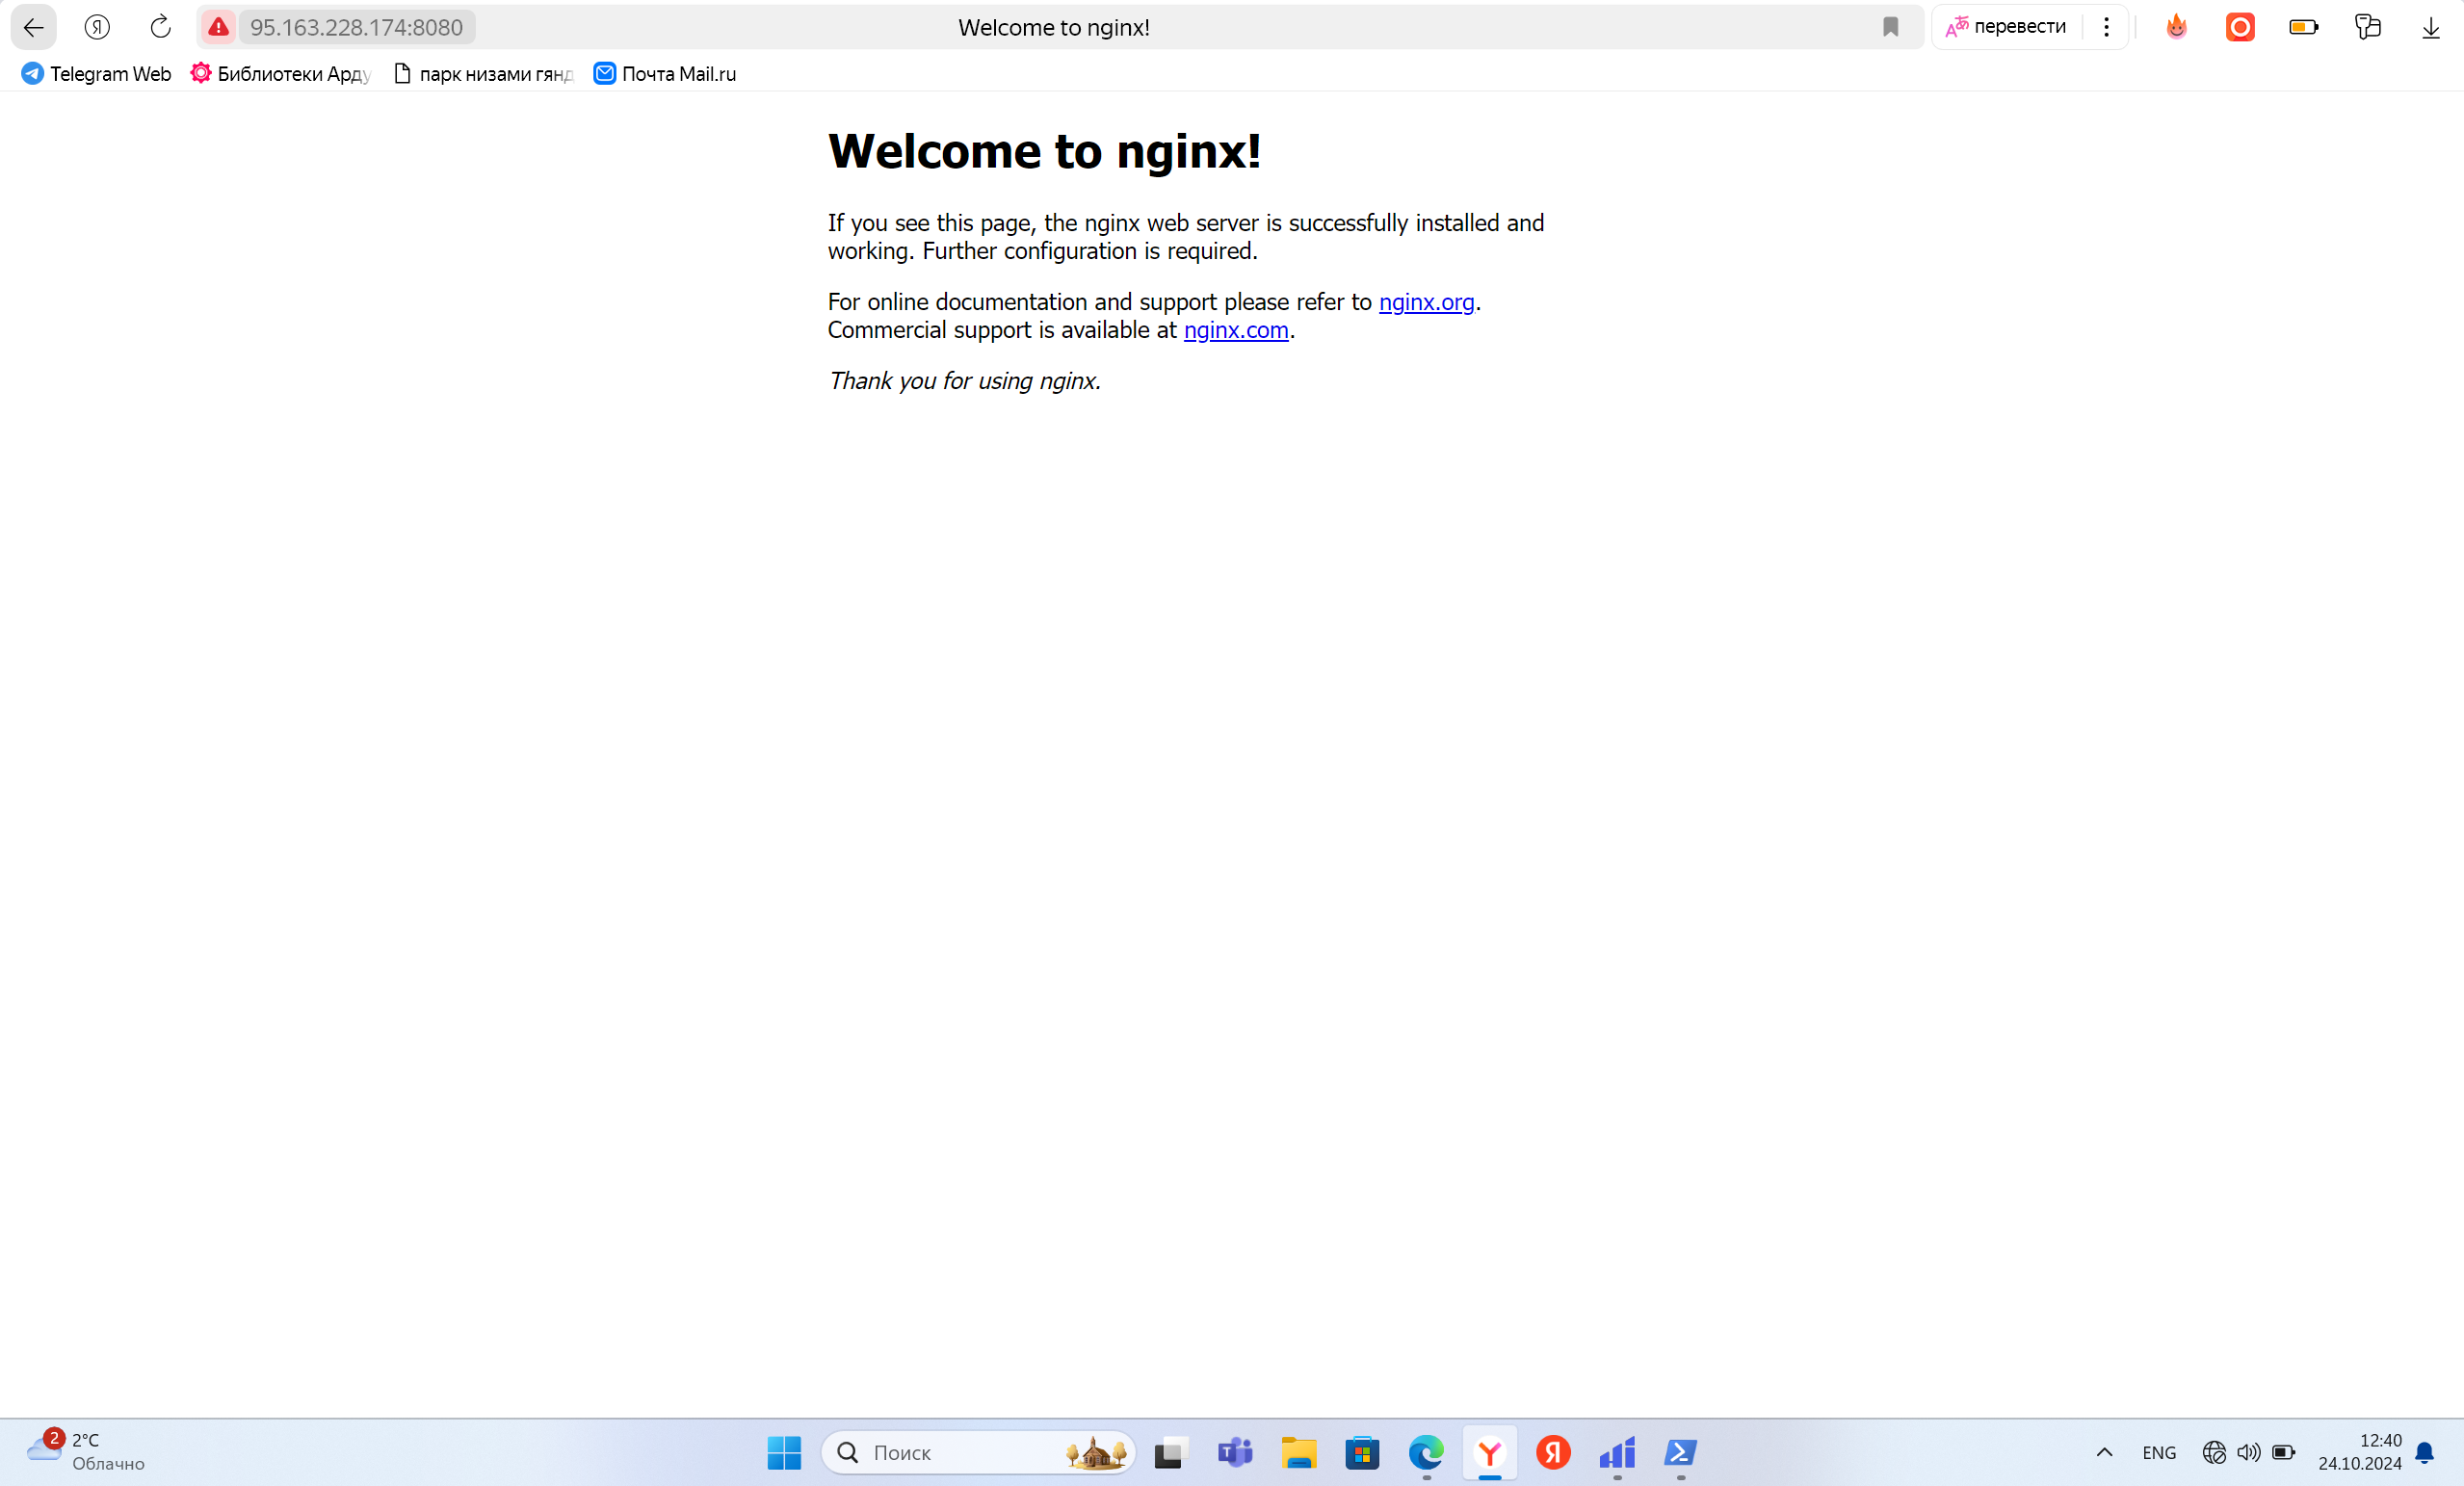 95.163.228.174:8080
Welcome to nginx!
перевести
Telegram Web
Библиотеки Арду
парк низами гянд
Почта Mail.ru
Welcome to nginx!
If you see this page, the nginx web server is successfully installed and
working. Further configuration is required.
For online documentation and support please refer to nginx.org.
Commercial support is available at nginx.com.
Thank you for using nginx.
2
2°C
Облачно
Поиск
ENG
12:40
24.10.2024